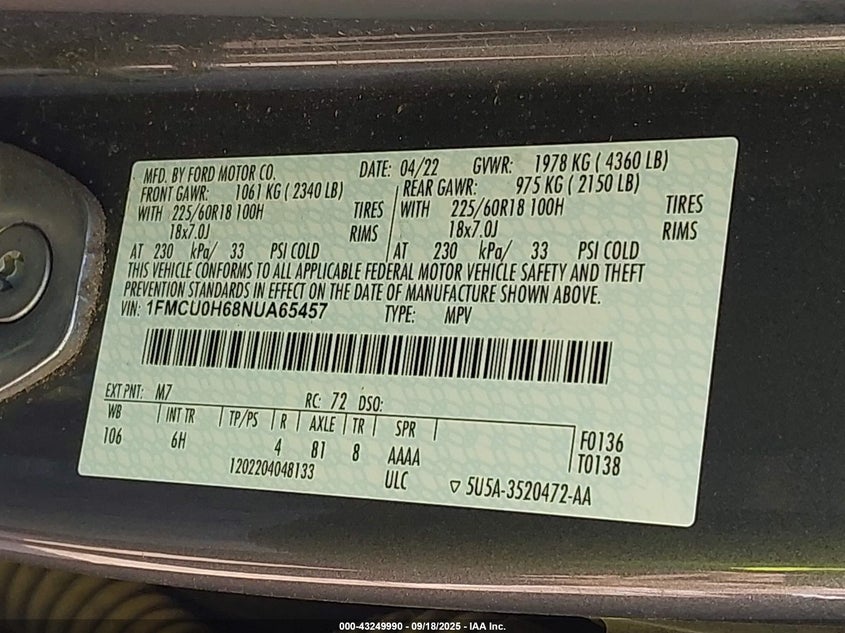 MFD. BY FORD MOTOR CO. DATE: 04/22 GVWR: 1978 KG ( 4360 LB)
FRONT GAWR: 1061 KG ( 2340 LB) REAR GAWR: 975 KG ( 2150 LB)
WITH 225/60R18 100H TIRES WITH 225/60R18 100H TIRES
18x7.0J RIMS 18x7.0J RIMS
AT 230 kPa/ 33 PSI COLD AT 230 kPa/ 33 PSI COLD
THIS VEHICLE CONFORMS TO ALL APPLICABLE FEDERAL MOTOR VEHICLE SAFETY AND THEFT
PREVENTION STANDARDS IN EFFECT ON THE DATE OF MANUFACTURE SHOWN ABOVE.
VIN: 1FMCU0H68NUA65457 TYPE: MPV
EXT PNT: M7 RC: 72 DSO:
WB INT TR TP/PS R AXLE TR SPR F0136
106 6H 4 81 8 AAAA T0138
1202204048133 ULC 5U5A-3520472-AA
000-43249990 - 09/18/2025 - IAA Inc.